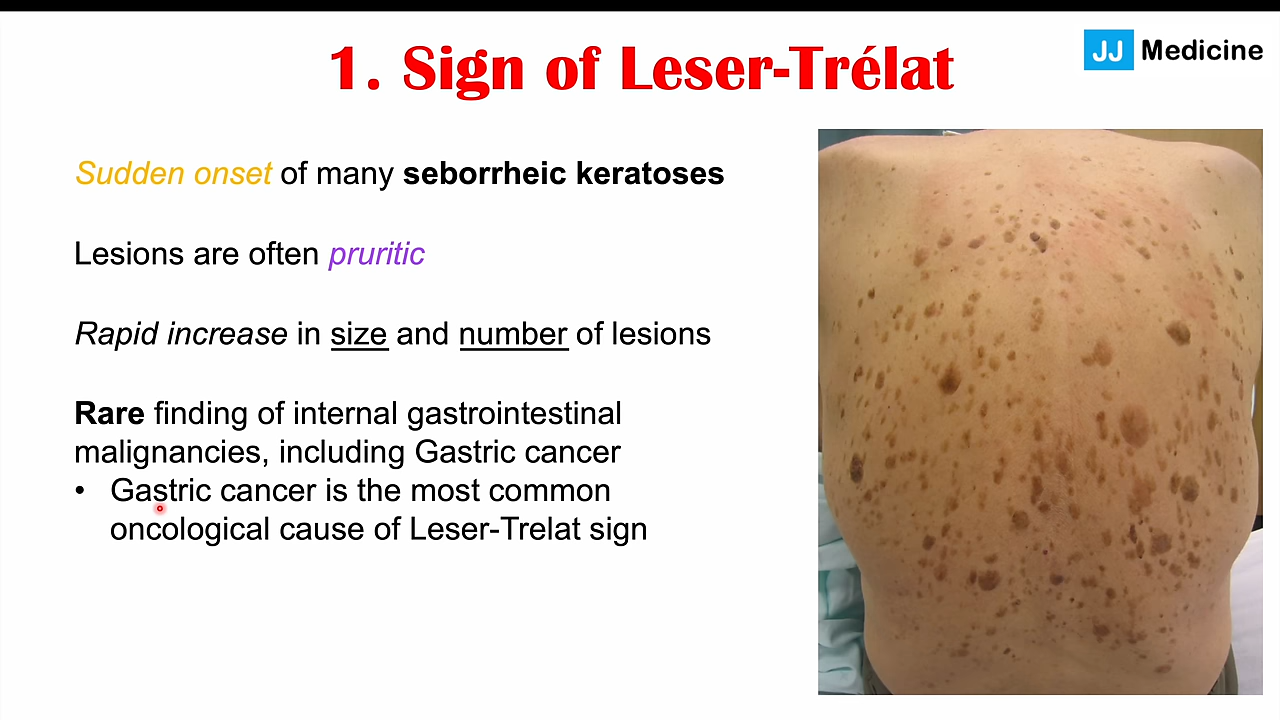 1. Sign of Leser-Trélat
JJ Medicine
Sudden onset of many seborrheic keratoses
Lesions are often pruritic
Rapid increase in size and number of lesions
Rare finding of internal gastrointestinal
malignancies, including Gastric cancer
• Gastric cancer is the most common
oncological cause of Leser-Trelat sign